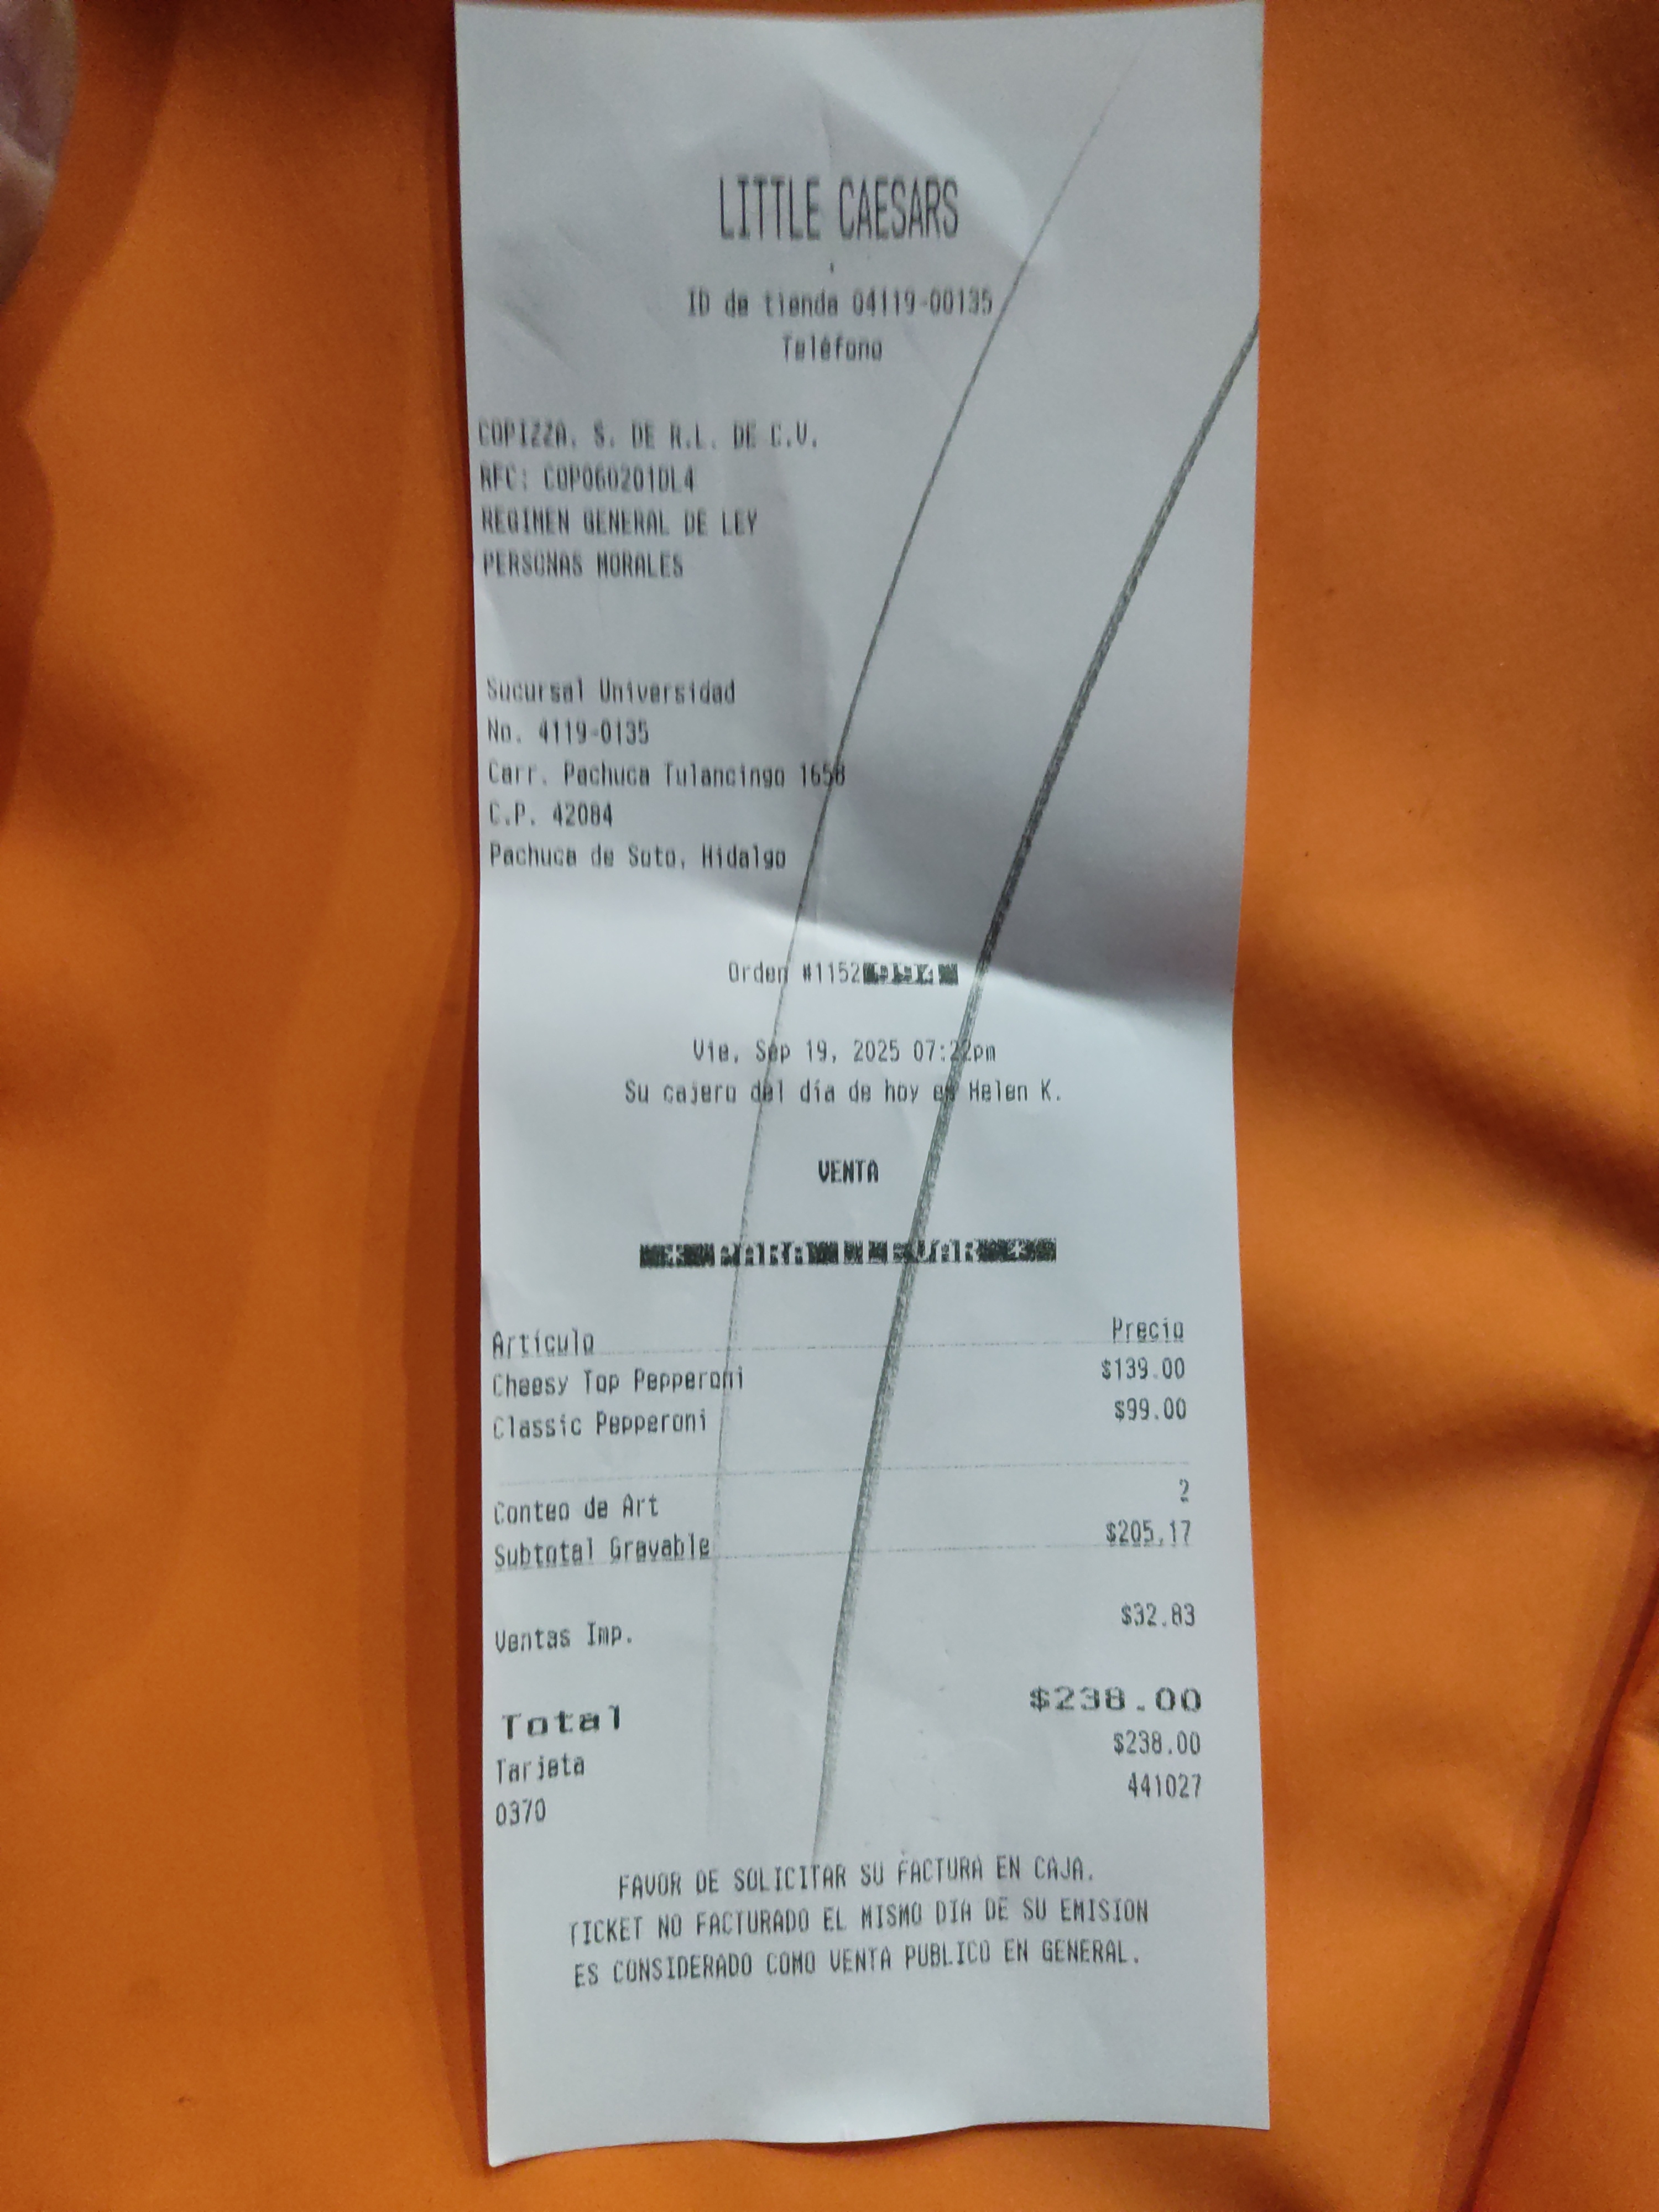 LITTLE CAESARS
ID de tienda 04119-00135
Teléfono
COPIZZA, S. DE R.L. DE C.V.
RFC: COP060201DL4
REGIMEN GENERAL DE LEY
PERSONAS MORALES
Sucursal Universidad
No. 4119-0135
Carr. Pachuca Tulancingo 1658
C.P. 42084
Pachuca de Soto, Hidalgo
Orden #1152
Vie, Sep 19, 2025 07:22pm
Su cajero del día de hoy es Helen K.
VENTA
* PARA LLEVAR *
Artículo Precio
Cheesy Top Pepperoni $139.00
Classic Pepperoni $99.00
Conteo de Art 2
Subtotal Gravable $205.17
Ventas Imp. $32.83
Total $238.00
Tarjeta $238.00
0370 441027
FAVOR DE SOLICITAR SU FACTURA EN CAJA.
TICKET NO FACTURADO EL MISMO DIA DE SU EMISION
ES CONSIDERADO COMO VENTA PUBLICO EN GENERAL.